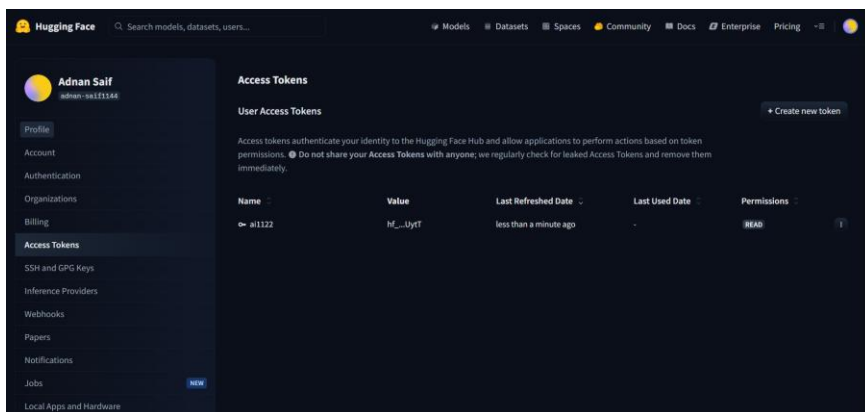 Hugging Face
Search models, datasets, users...
Models
Datasets
Spaces
Community
Docs
Enterprise
Pricing
Adnan Saif
adnan-saif1144
Profile
Account
Authentication
Organizations
Billing
Access Tokens
SSH and GPG Keys
Inference Providers
Webhooks
Papers
Notifications
Jobs NEW
Local Apps and Hardware
Access Tokens
User Access Tokens
+ Create new token
Access tokens authenticate your identity to the Hugging Face Hub and allow applications to perform actions based on token
permissions. Do not share your Access Tokens with anyone; we regularly check for leaked Access Tokens and remove them
immediately.
Name Value Last Refreshed Date Last Used Date Permissions
ai1122 hf_...UytT less than a minute ago - READ